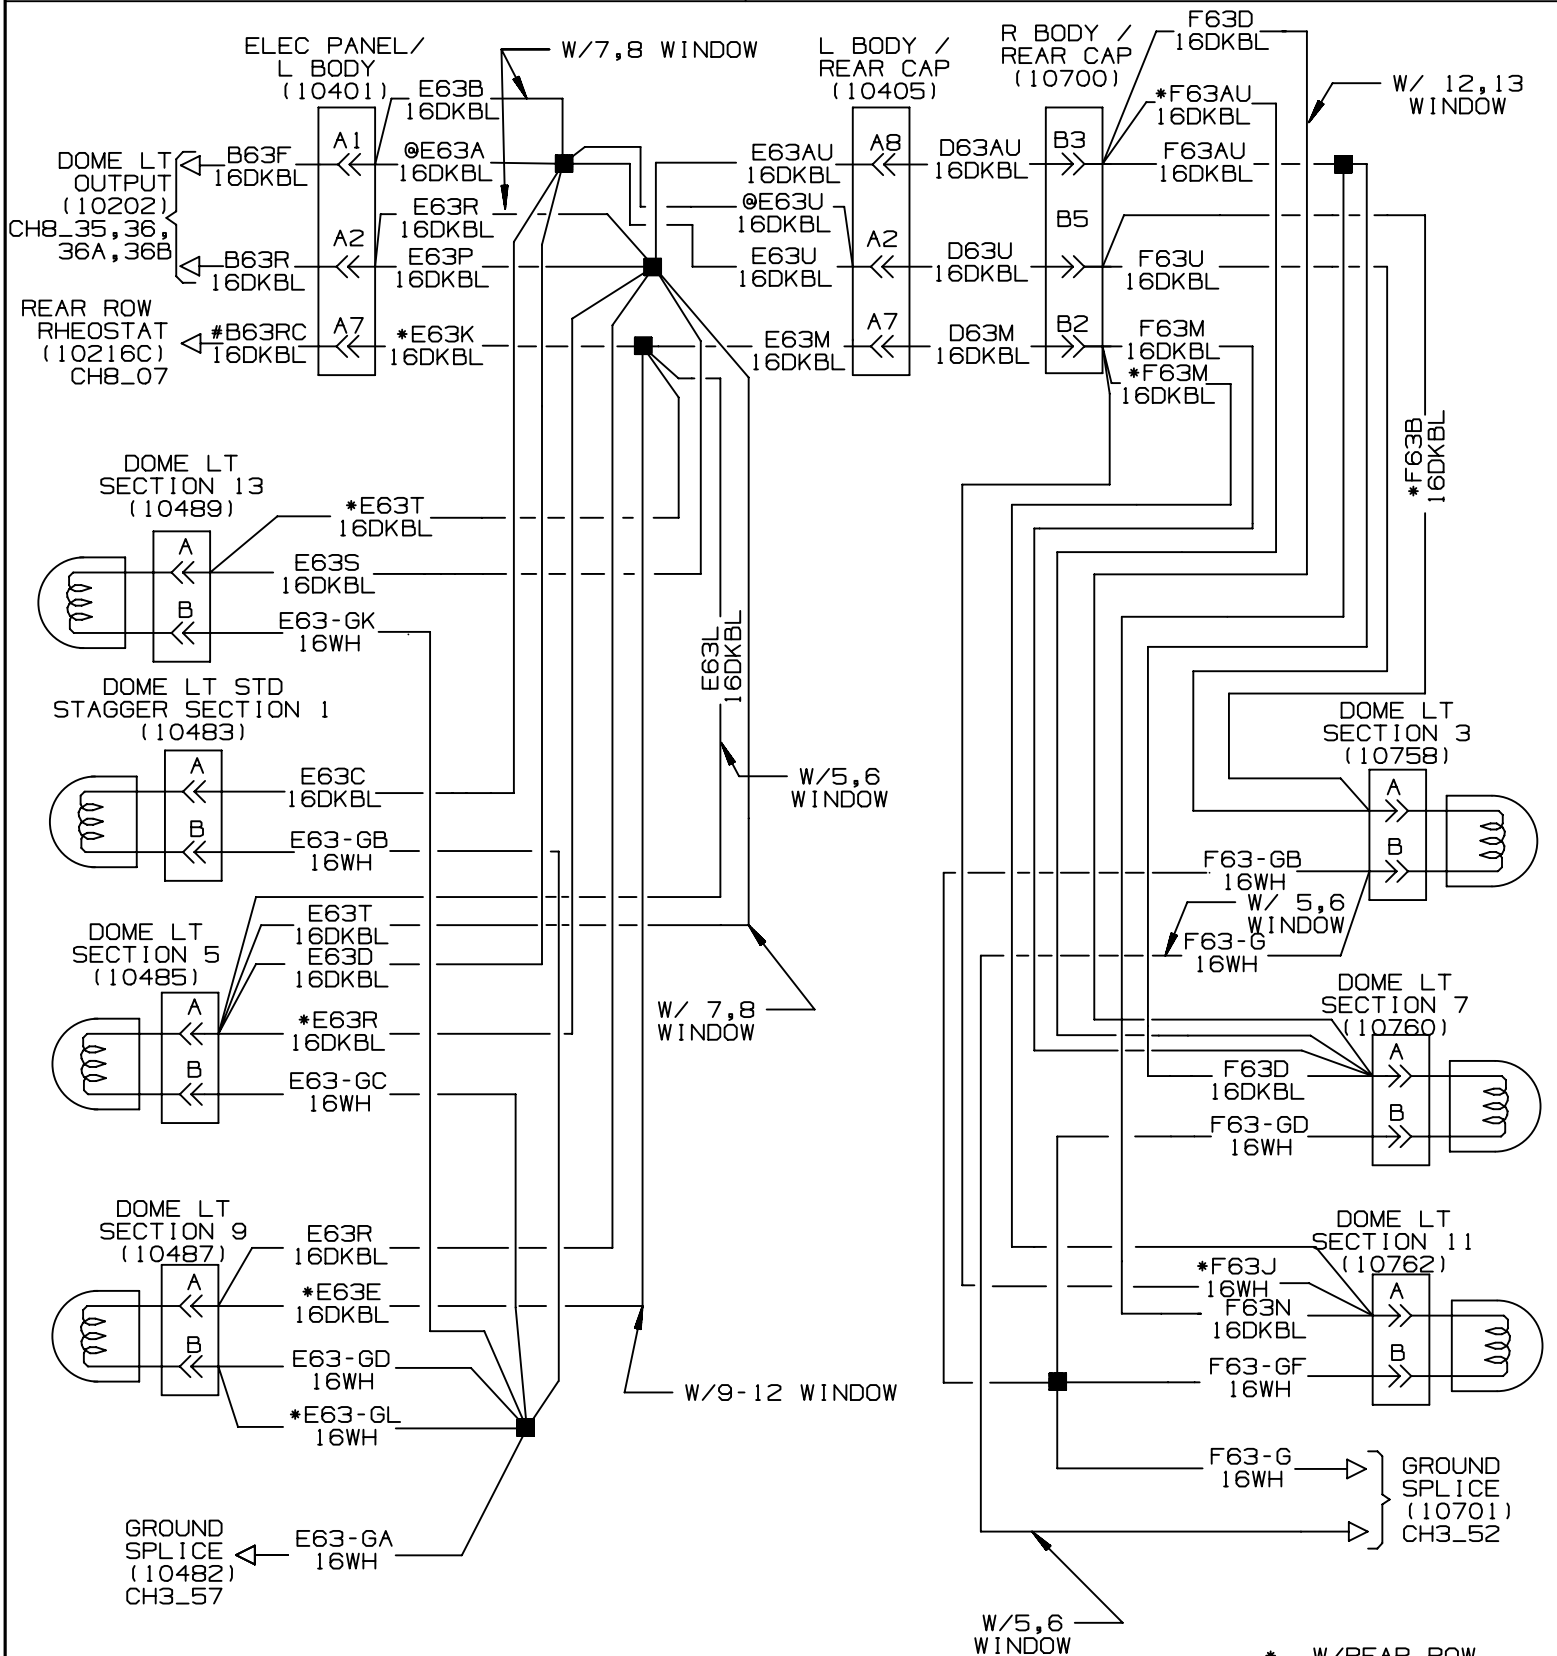 ELEC PANEL/
L BODY
(10401)
W/7,8 WINDOW
L BODY /
REAR CAP
(10405)
R BODY /
REAR CAP
(10700)
F63D
16DKBL
W/ 12,13
WINDOW
E63B
16DKBL
*F63AU
16DKBL
DOME LT
OUTPUT
(10202)
CH8_35,36,
36A,36B
B63F
16DKBL
A1
@E63A
16DKBL
E63AU
16DKBL
A8
D63AU
16DKBL
B3
F63AU
16DKBL
E63R
16DKBL
@E63U
16DKBL
B5
B63R
16DKBL
A2
E63P
16DKBL
E63U
16DKBL
A2
D63U
16DKBL
F63U
16DKBL
REAR ROW
RHEOSTAT
(10216C)
CH8_07
#B63RC
16DKBL
A7
*E63K
16DKBL
E63M
16DKBL
A7
D63M
16DKBL
B2
F63M
16DKBL
*F63M
16DKBL
*F63B
16DKBL
DOME LT
SECTION 13
(10489)
A
B
*E63T
16DKBL
E63S
16DKBL
E63-GK
16WH
E63L
16DKBL
DOME LT STD
STAGGER SECTION 1
(10483)
A
B
E63C
16DKBL
E63-GB
16WH
W/5,6
WINDOW
DOME LT
SECTION 3
(10758)
A
B
F63-GB
16WH
W/ 5,6
WINDOW
F63-G
16WH
DOME LT
SECTION 5
(10485)
A
B
E63T
16DKBL
E63D
16DKBL
*E63R
16DKBL
E63-GC
16WH
W/ 7,8
WINDOW
DOME LT
SECTION 7
(10760)
A
B
F63D
16DKBL
F63-GD
16WH
DOME LT
SECTION 9
(10487)
A
B
E63R
16DKBL
*E63E
16DKBL
E63-GD
16WH
*E63-GL
16WH
W/9-12 WINDOW
DOME LT
SECTION 11
(10762)
A
B
*F63J
16WH
F63N
16DKBL
F63-GF
16WH
F63-G
16WH
GROUND
SPLICE
(10701)
CH3_52
GROUND
SPLICE
(10482)
CH3_57
E63-GA
16WH
W/5,6
WINDOW
* W/REAR ROW